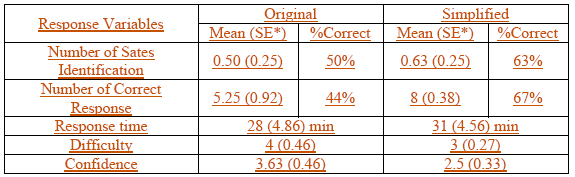 Response Variables Original Simplified
Mean (SE*) %Correct Mean (SE*) %Correct
Number of Sates
Identification 0.50 (0.25) 50% 0.63 (0.25) 63%
Number of Correct
Response 5.25 (0.92) 44% 8 (0.38) 67%
Response time 28 (4.86) min 31 (4.56) min
Difficulty 4 (0.46) 3 (0.27)
Confidence 3.63 (0.46) 2.5 (0.33)